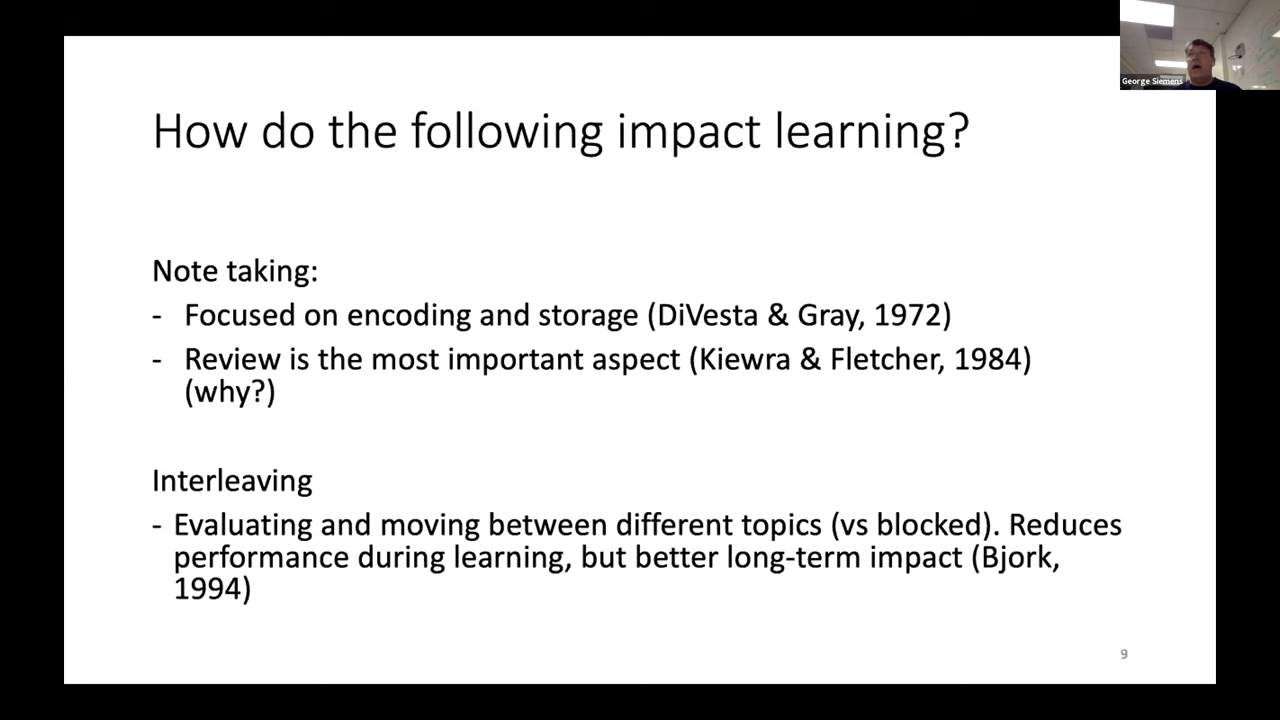 George Siemens
How do the following impact learning?
Note taking:
- Focused on encoding and storage (DiVesta & Gray, 1972)
- Review is the most important aspect (Kiewra & Fletcher, 1984)
(why?)
Interleaving
- Evaluating and moving between different topics (vs blocked). Reduces
performance during learning, but better long-term impact (Bjork,
1994)
9